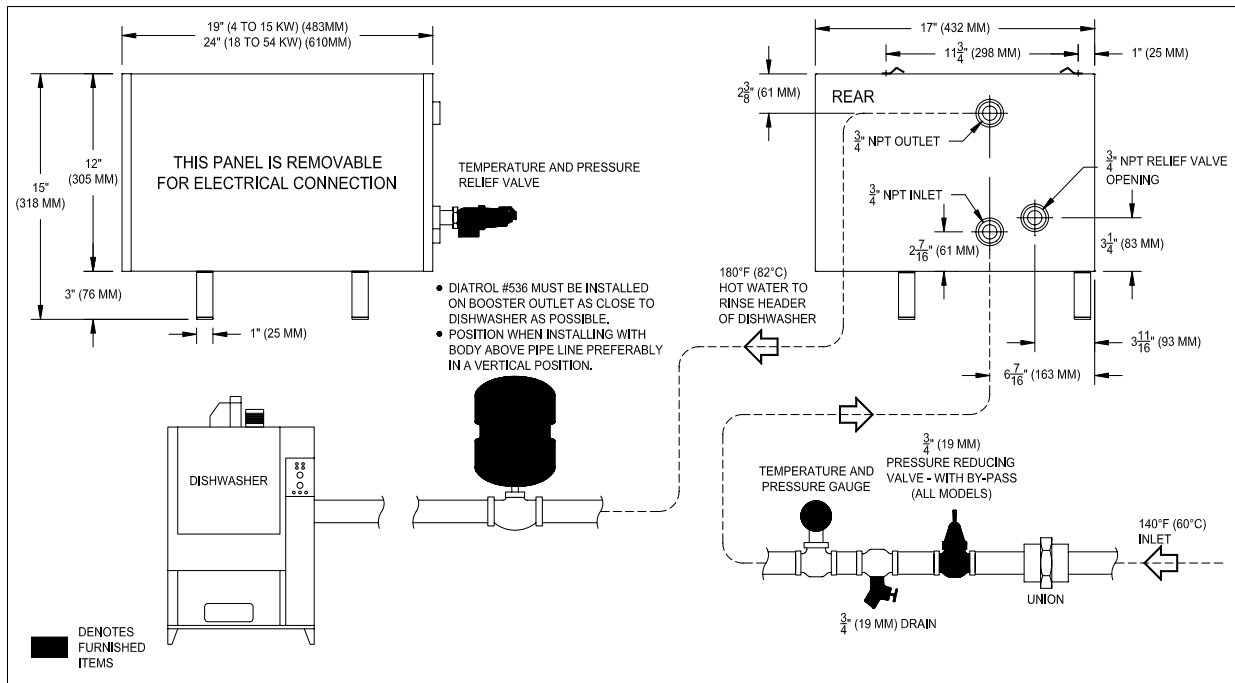 19" (4 TO 15 KW) (483MM)
24" (18 TO 54 KW) (610MM)
15"
(318 MM)
12"
(305 MM)
THIS PANEL IS REMOVABLE
FOR ELECTRICAL CONNECTION
TEMPERATURE AND PRESSURE
RELIEF VALVE
3" (76 MM)
1" (25 MM)
17" (432 MM)
11 3/4" (298 MM)
1" (25 MM)
2 3/8" (61 MM)
REAR
3/4" NPT OUTLET
3/4" NPT RELIEF VALVE
OPENING
3/4" NPT INLET
2 7/16" (61 MM)
3 1/4" (83 MM)
3 11/16" (93 MM)
6 7/16" (163 MM)
• DIATROL #536 MUST BE INSTALLED
ON BOOSTER OUTLET AS CLOSE TO
DISHWASHER AS POSSIBLE.
• POSITION WHEN INSTALLING WITH
BODY ABOVE PIPE LINE PREFERABLY
IN A VERTICAL POSITION.
180°F (82°C)
HOT WATER TO
RINSE HEADER
OF DISHWASHER
DISHWASHER
TEMPERATURE AND
PRESSURE GAUGE
3/4" (19 MM)
PRESSURE REDUCING
VALVE - WITH BY-PASS
(ALL MODELS)
140°F (60°C)
INLET
UNION
3/4" (19 MM) DRAIN
DENOTES
FURNISHED
ITEMS